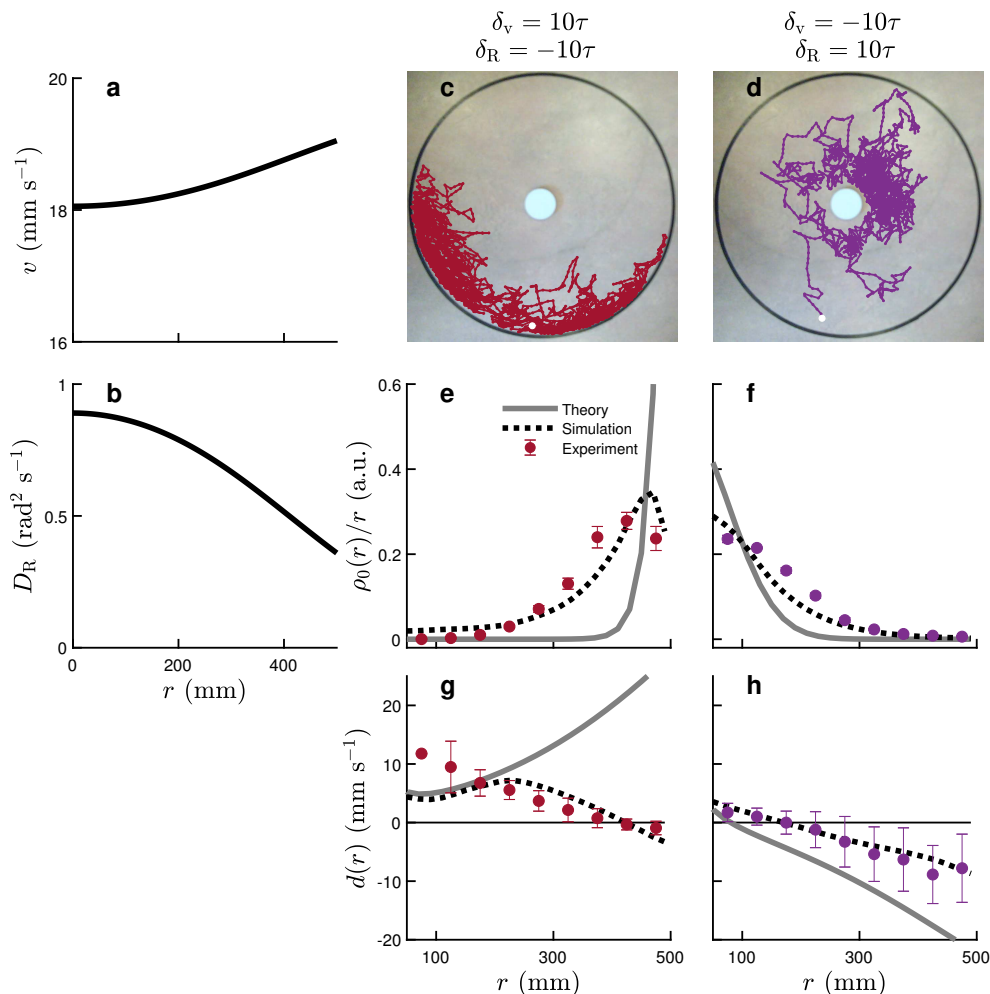 δv = 10τ
δR = −10τ
δv = −10τ
δR = 10τ
a
20
18
16
v (mm s⁻¹)
c
d
b
1
0.5
0
DR (rad² s⁻¹)
0
200
400
r (mm)
e
0.6
0.4
0.2
0
ρ₀(r)/r (a.u.)
Theory
Simulation
Experiment
f
g
20
10
0
-10
-20
d(r) (mm s⁻¹)
100
300
500
r (mm)
h
100
300
500
r (mm)